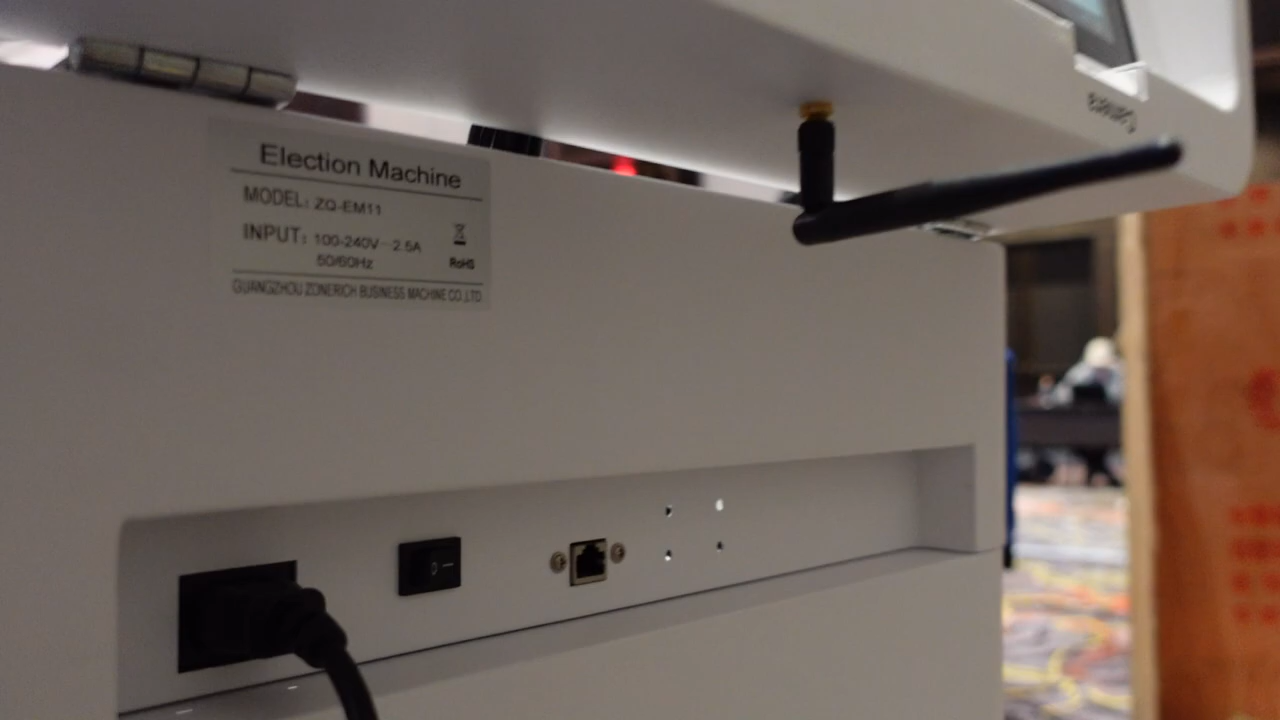 Election Machine
MODEL: ZQ-EM11
INPUT: 100-240V~2.5A
50/60Hz
RoHS
GUANGZHOU ZONERICH BUSINESS MACHINE CO.,LTD
Camera